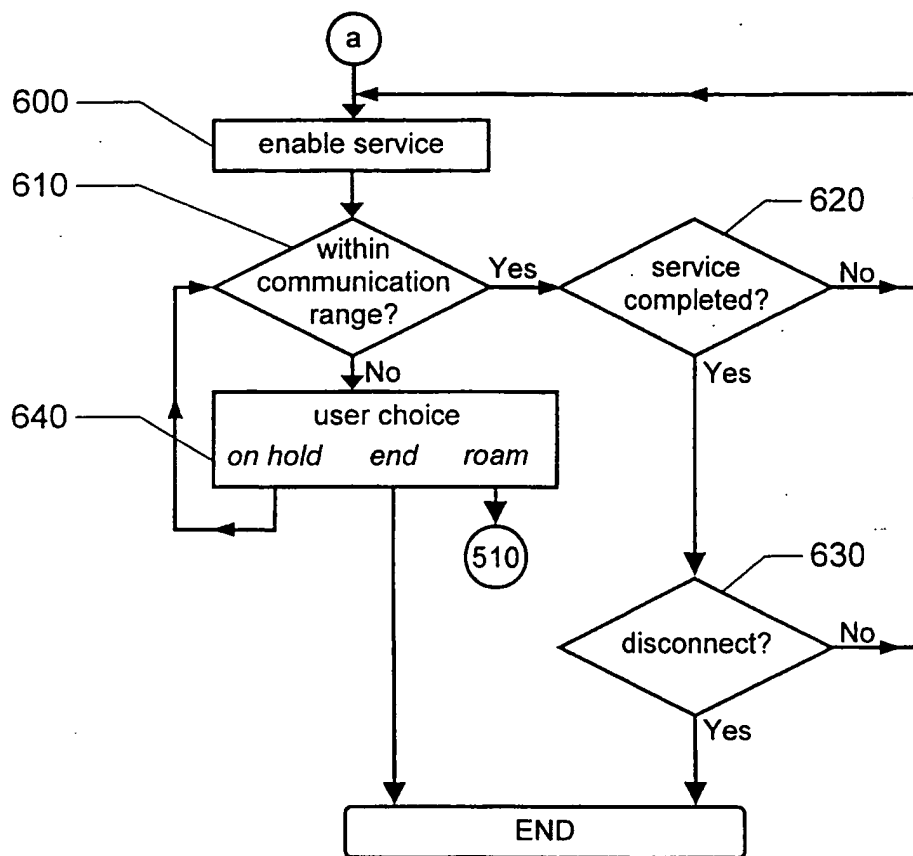 a
600
enable service
610
within
communication
range?
Yes
620
service
completed?
No
No
Yes
640
user choice
on hold end roam
510
630
disconnect?
No
Yes
END